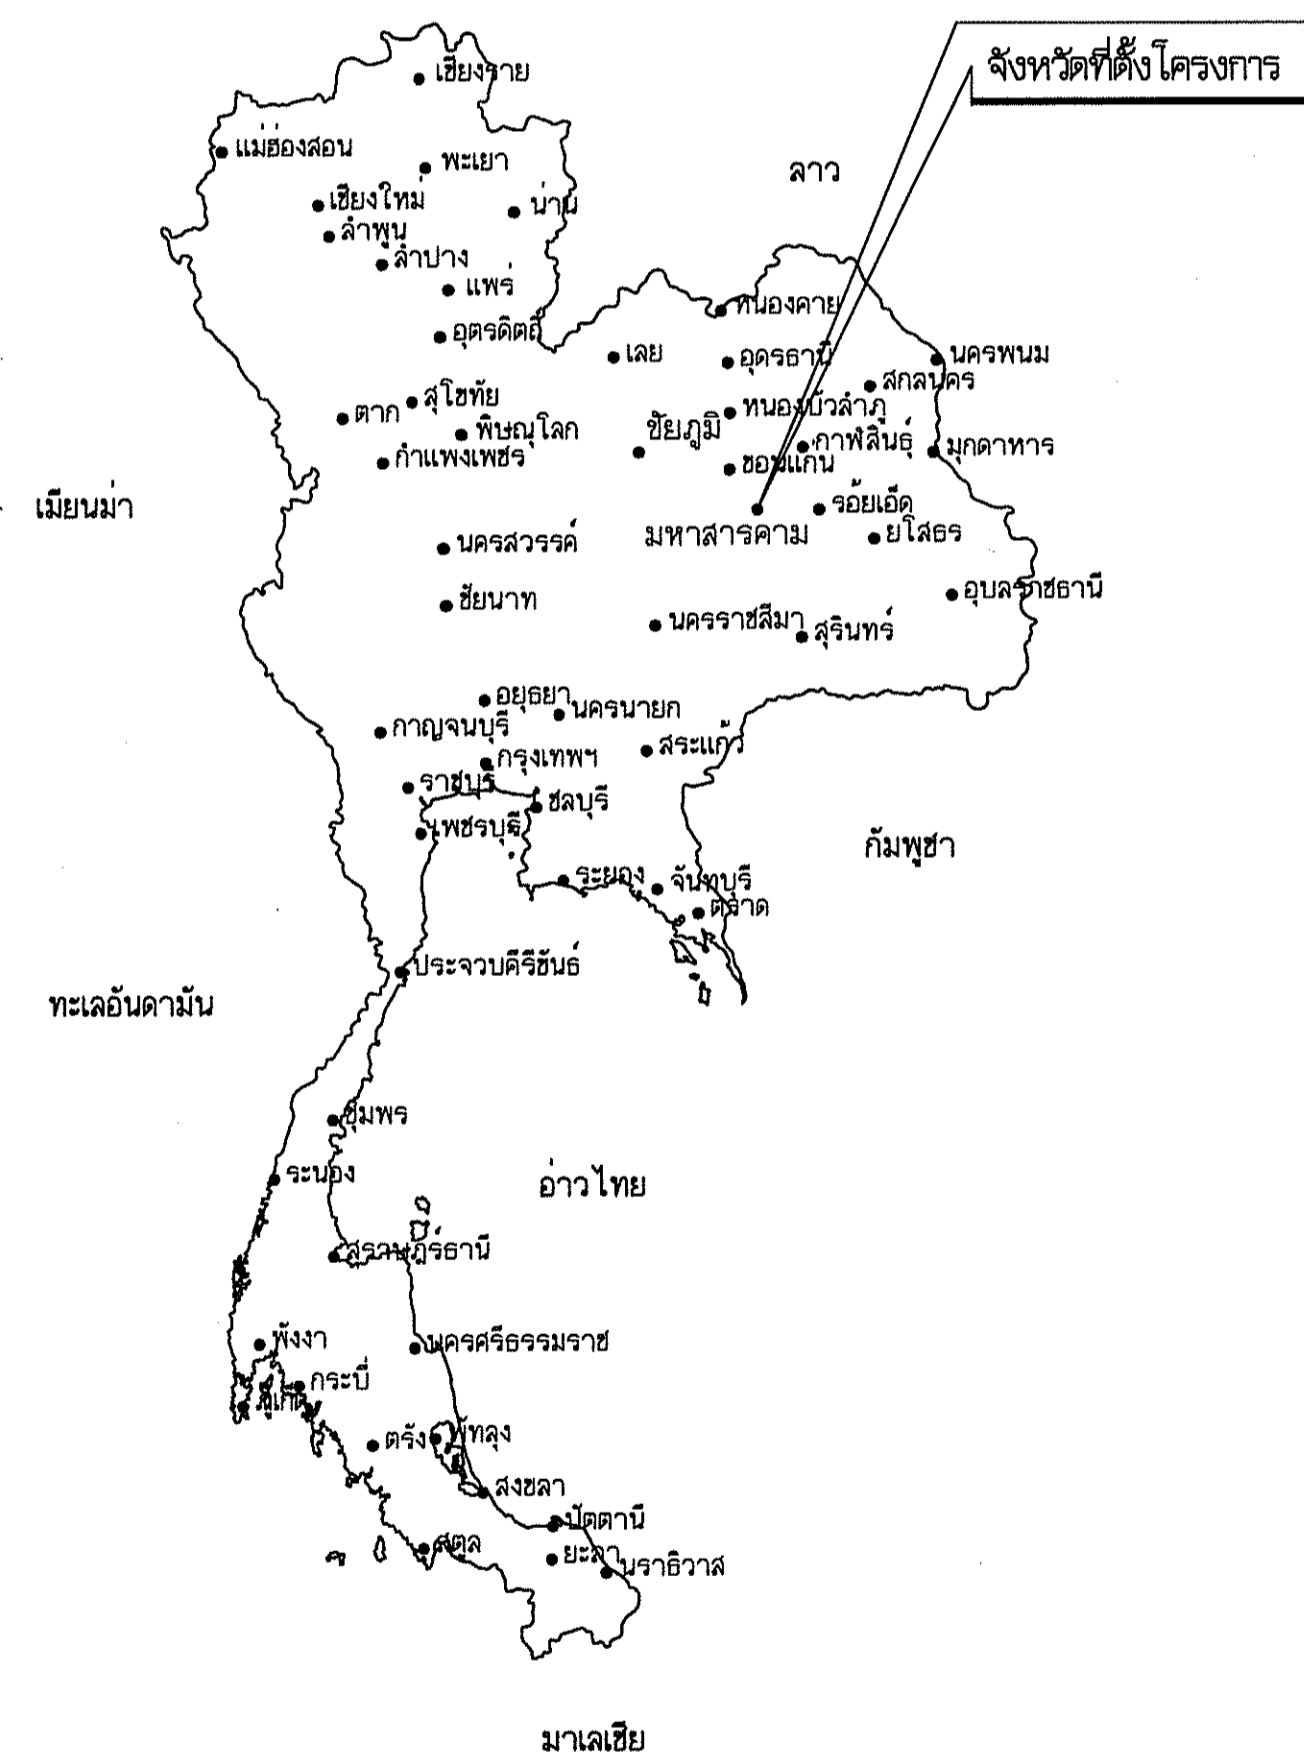 จังหวัดที่ตั้งโครงการ
เชียงราย
แม่ฮ่องสอน
พะเยา
ลาว
เชียงใหม่
น่าน
ลำพูน
ลำปาง
แพร่
หนองคาย
อุตรดิตถ์
เลย
อุดรธานี
นครพนม
สกลนคร
สุโขทัย
ตาก
หนองบัวลำภู
พิษณุโลก
ชัยภูมิ
กาฬสินธุ์
มุกดาหาร
กำแพงเพชร
ขอนแก่น
เมียนม่า
ร้อยเอ็ด
มหาสารคาม
ยโสธร
นครสวรรค์
อุบลราชธานี
ชัยนาท
นครราชสีมา
สุรินทร์
อยุธยา
นครนายก
กาญจนบุรี
สระแก้ว
กรุงเทพฯ
ราชบุรี
ชลบุรี
เพชรบุรี
กัมพูชา
ระยอง
จันทบุรี
ตราด
ประจวบคีรีขันธ์
ทะเลอันดามัน
ชุมพร
ระนอง
อ่าวไทย
สุราษฎร์ธานี
พังงา
นครศรีธรรมราช
กระบี่
ภูเก็ต
ตรัง
พัทลุง
สงขลา
ปัตตานี
สตูล
ยะลา
นราธิวาส
มาเลเซีย